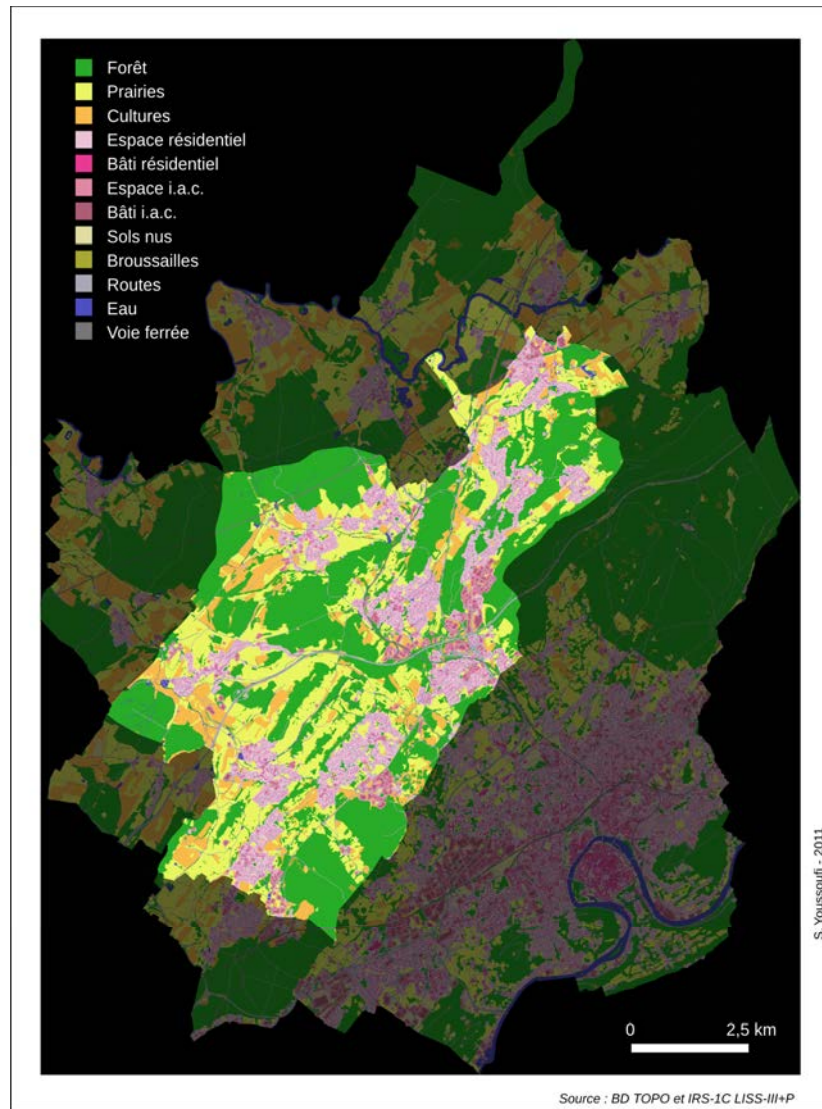 Forêt
Prairies
Cultures
Espace résidentiel
Bâti résidentiel
Espace i.a.c.
Bâti i.a.c.
Sols nus
Broussailles
Routes
Eau
Voie ferrée
S. Youssoufi - 2011
0 2,5 km
Source : BD TOPO et IRS-1C LISS-III+P